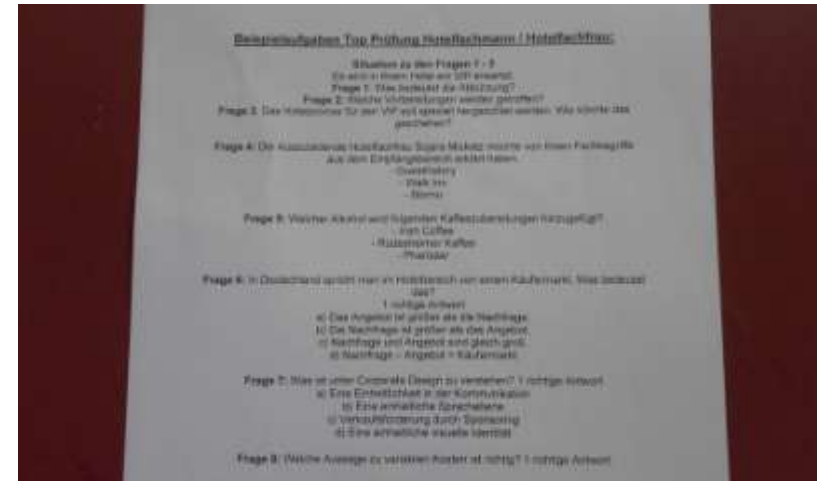 Beispielaufgaben Top Prüfung Hotelfachmann / Hotelfachfrau:
Situation zu den Fragen 1 - 3
Es wird in Ihrem Hotel ein VIP erwartet.
Frage 1: Was bedeutet die Abkürzung?
Frage 2: Welche Vorbereitungen werden getroffen?
Frage 3: Das Hotelzimmer für den VIP soll speziell hergerichtet werden. Wie könnte das
geschehen?
Frage 4: Die Auszubildende Hotelfachfrau möchte von Ihnen Fachbegriffe
aus dem Empfangsbereich erklärt haben.
- Guesthistory
- Walk Inn
- Storno
Frage 5: Welcher Alkohol wird folgenden Kaffeezubereitungen hinzugefügt?
- Irish Coffee
- Rüdesheimer Kaffee
- Pharisäer
Frage 6: In Deutschland spricht man im Hotelbereich von einem Käufermarkt. Was bedeutet
das?
1 richtige Antwort
a) Das Angebot ist größer als die Nachfrage
b) Die Nachfrage ist größer als das Angebot
c) Nachfrage und Angebot sind gleich groß
d) Nachfrage – Angebot = Käufermarkt
Frage 7: Was ist unter Corporate Design zu verstehen? 1 richtige Antwort
a) Eine Einheitlichkeit in der Kommunikation
b) Eine einheitliche Sprachebene
c) Verkaufsförderung durch Sponsoring
d) Eine einheitliche visuelle Identität
Frage 8: Welche Aussage zu variablen Kosten ist richtig? 1 richtige Antwort